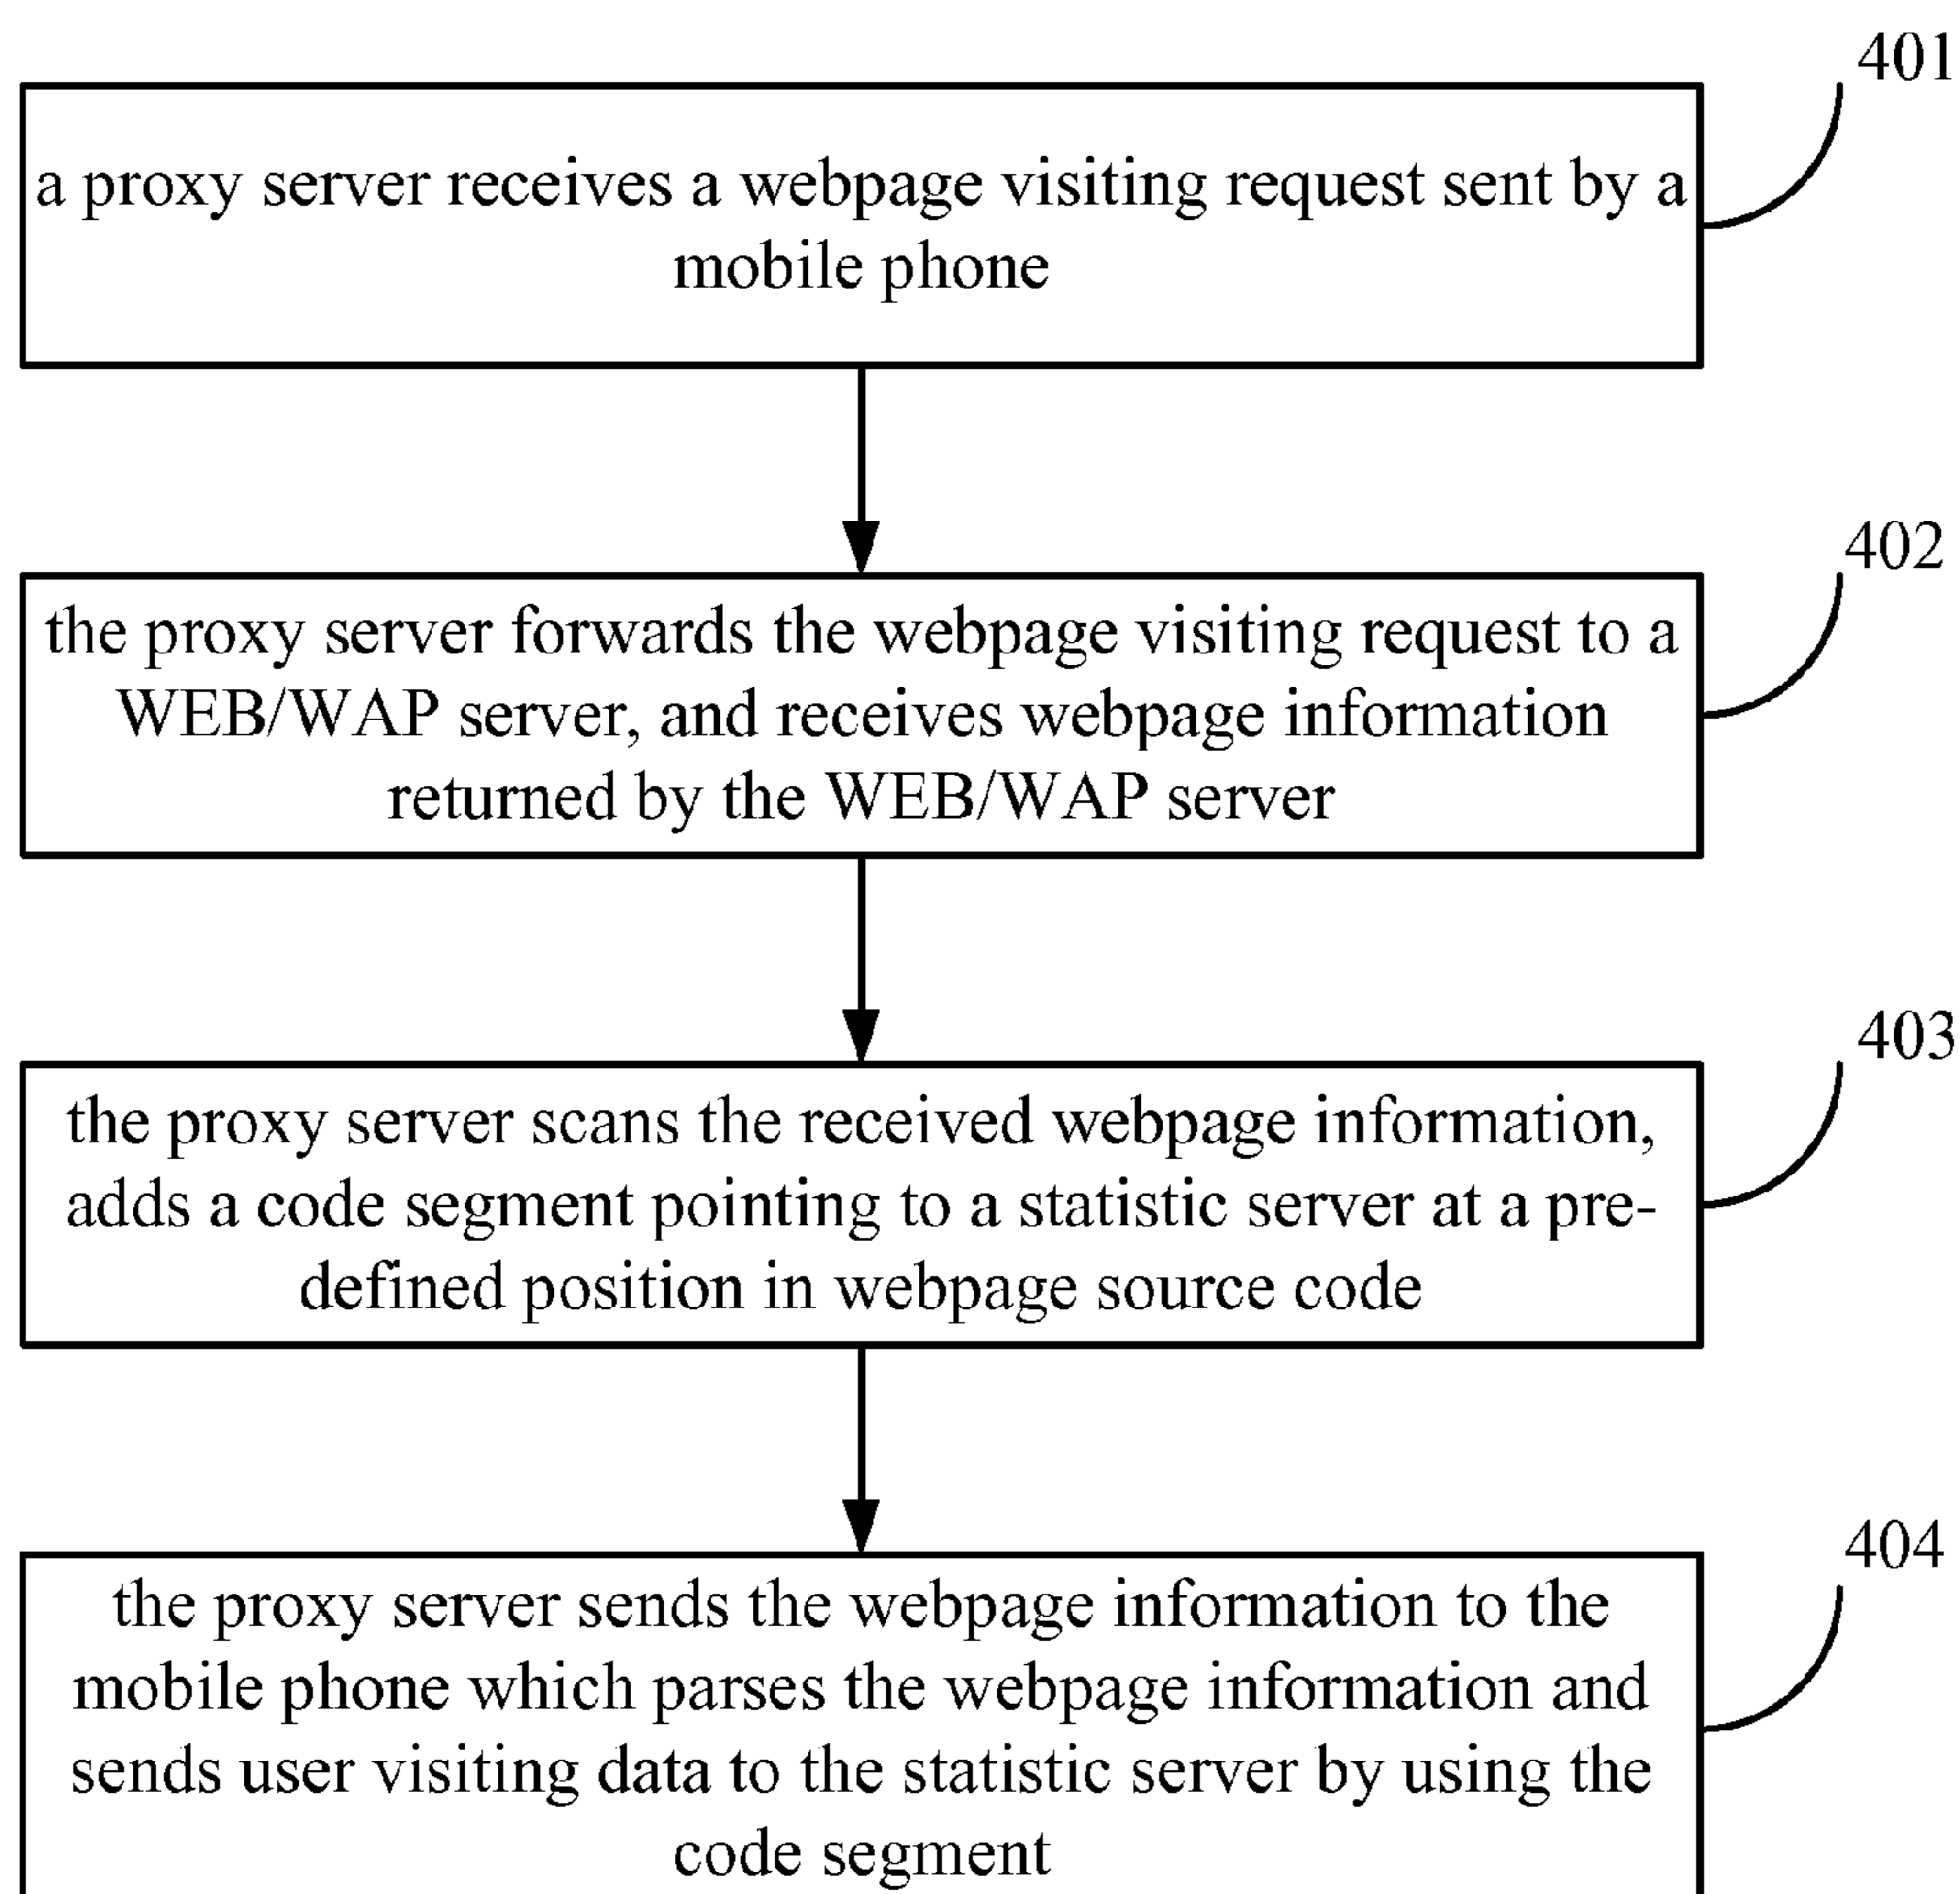 401
a proxy server receives a webpage visiting request sent by a
mobile phone
402
the proxy server forwards the webpage visiting request to a
WEB/WAP server, and receives webpage information
returned by the WEB/WAP server
403
the proxy server scans the received webpage information,
adds a code segment pointing to a statistic server at a pre-
defined position in webpage source code
404
the proxy server sends the webpage information to the
mobile phone which parses the webpage information and
sends user visiting data to the statistic server by using the
code segment